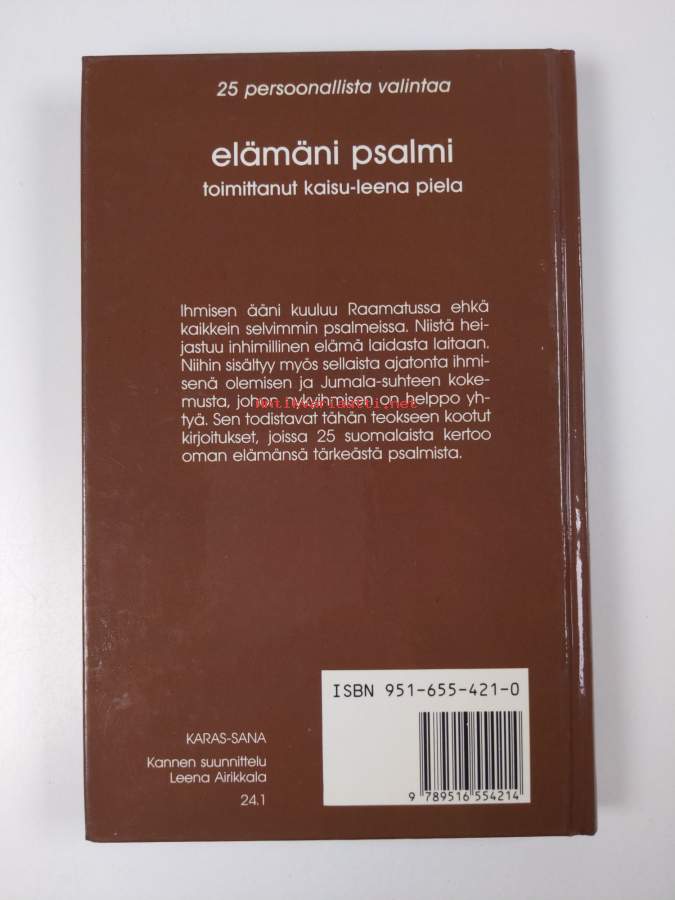 25 persoonallista valintaa
elämäni psalmi
toimittanut kaisu-leena piela
Ihmisen ääni kuuluu Raamatussa ehkä
kaikkein selvimmin psalmeissa. Niistä hei-
jastuu inhimillinen elämä laidasta laitaan.
Niihin sisältyy myös sellaista ajatonta ihmi-
senä olemisen ja Jumala-suhteen koke-
musta, johon nykyihmisen on helppo yh-
tyä. Sen todistavat tähän teokseen kootut
kirjoitukset, joissa 25 suomalaista kertoo
oman elämänsä tärkeästä psalmista.
Antikvariaatti.net
ISBN 951-655-421-0
9 789516 554214
KARAS-SANA
Kannen suunnittelu
Leena Airikkala
24.1